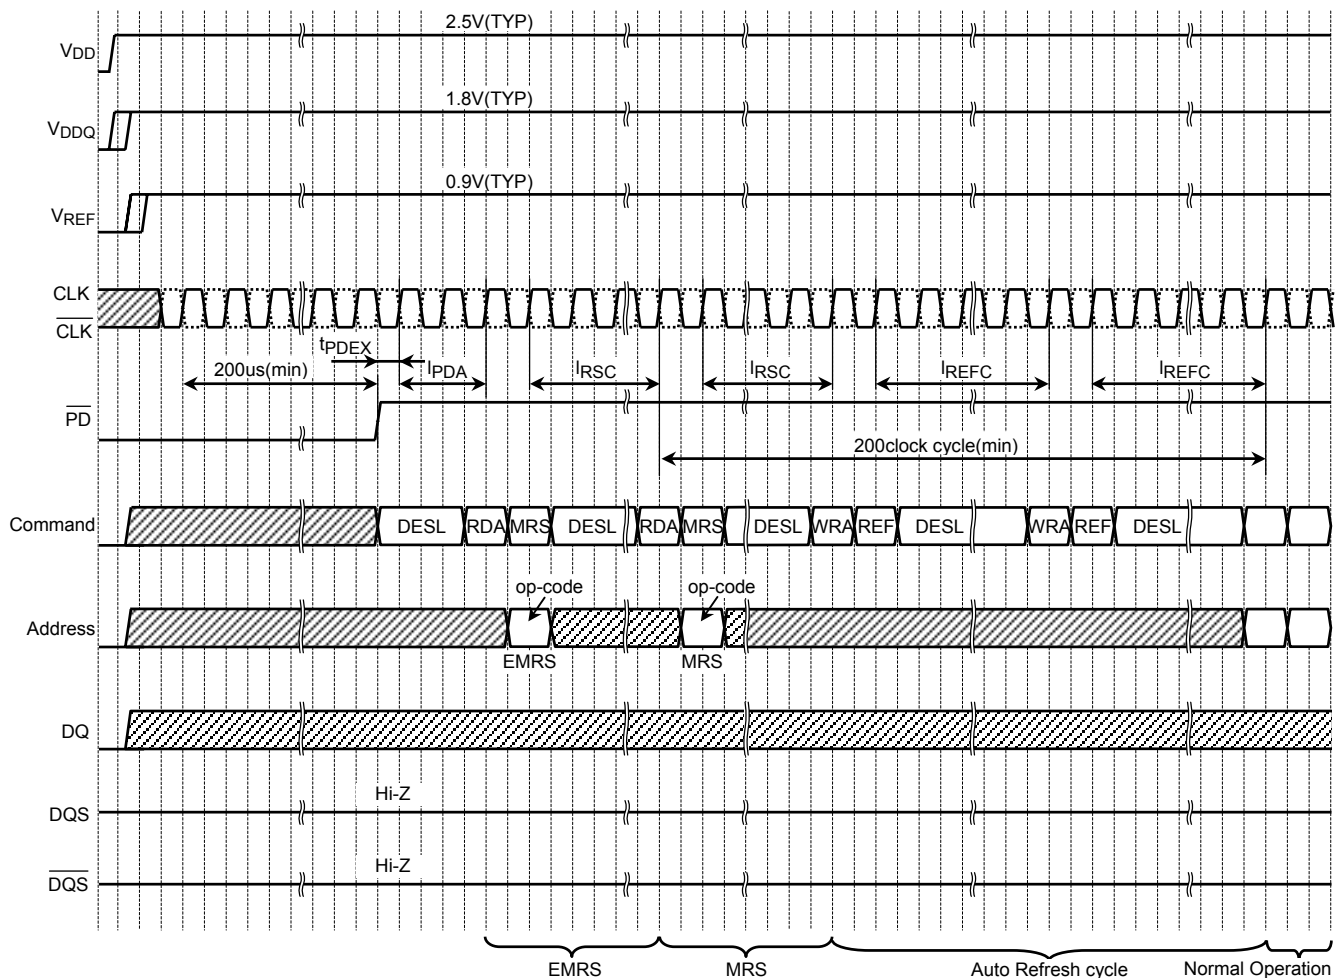 2.5V(TYP)
VDD
1.8V(TYP)
VDDQ
0.9V(TYP)
VREF
CLK
CLK
tPDEX
200us(min)
lPDA
lRSC
lRSC
lREFC
lREFC
PD
200clock cycle(min)
Command
DESL RDA MRS DESL RDA MRS DESL WRA REF DESL WRA REF DESL
op-code op-code
Address
EMRS MRS
DQ
Hi-Z
DQS
Hi-Z
DQS
EMRS MRS Auto Refresh cycle Normal Operation